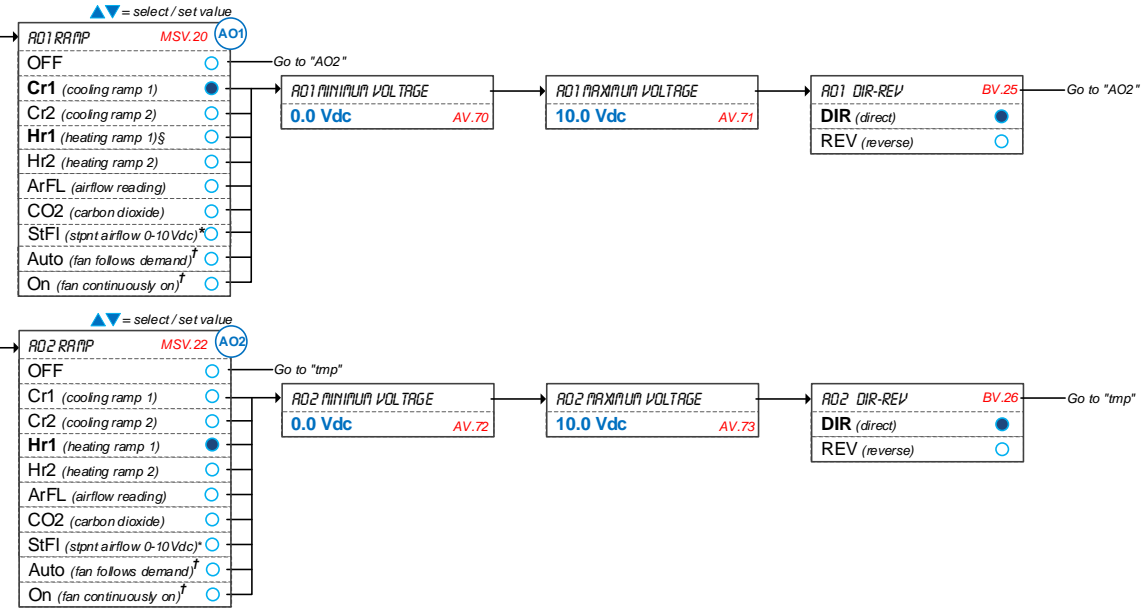 ▲▼ = select / set value
AO1 RAMP MSV.20 AO1
OFF Go to "AO2"
Cr1 (cooling ramp 1)
Cr2 (cooling ramp 2)
Hr1 (heating ramp 1)§
Hr2 (heating ramp 2)
ArFL (airflow reading)
CO2 (carbon dioxide)
StFl (stpnt airflow 0-10Vdc)*
Auto (fan follows demand)†
On (fan continuously on)†
AO1 MINIMUM VOLTAGE
0.0 Vdc AV.70
AO1 MAXIMUM VOLTAGE
10.0 Vdc AV.71
AO1 DIR-REV BV.25 Go to "AO2"
DIR (direct)
REV (reverse)
▲▼ = select / set value
AO2 RAMP MSV.22 AO2
OFF Go to "tmp"
Cr1 (cooling ramp 1)
Cr2 (cooling ramp 2)
Hr1 (heating ramp 1)
Hr2 (heating ramp 2)
ArFL (airflow reading)
CO2 (carbon dioxide)
StFl (stpnt airflow 0-10Vdc)*
Auto (fan follows demand)†
On (fan continuously on)†
AO2 MINIMUM VOLTAGE
0.0 Vdc AV.72
AO2 MAXIMUM VOLTAGE
10.0 Vdc AV.73
AO2 DIR-REV BV.26 Go to "tmp"
DIR (direct)
REV (reverse)